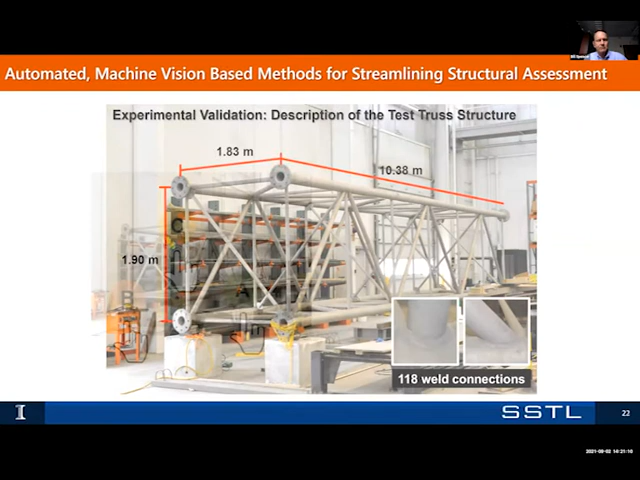 Automated, Machine Vision Based Methods for Streamlining Structural Assessment
Experimental Validation: Description of the Test Truss Structure
1.83 m
10.38 m
1.90 m
118 weld connections
I
SSTL
22
2021-08-02 14:21:10